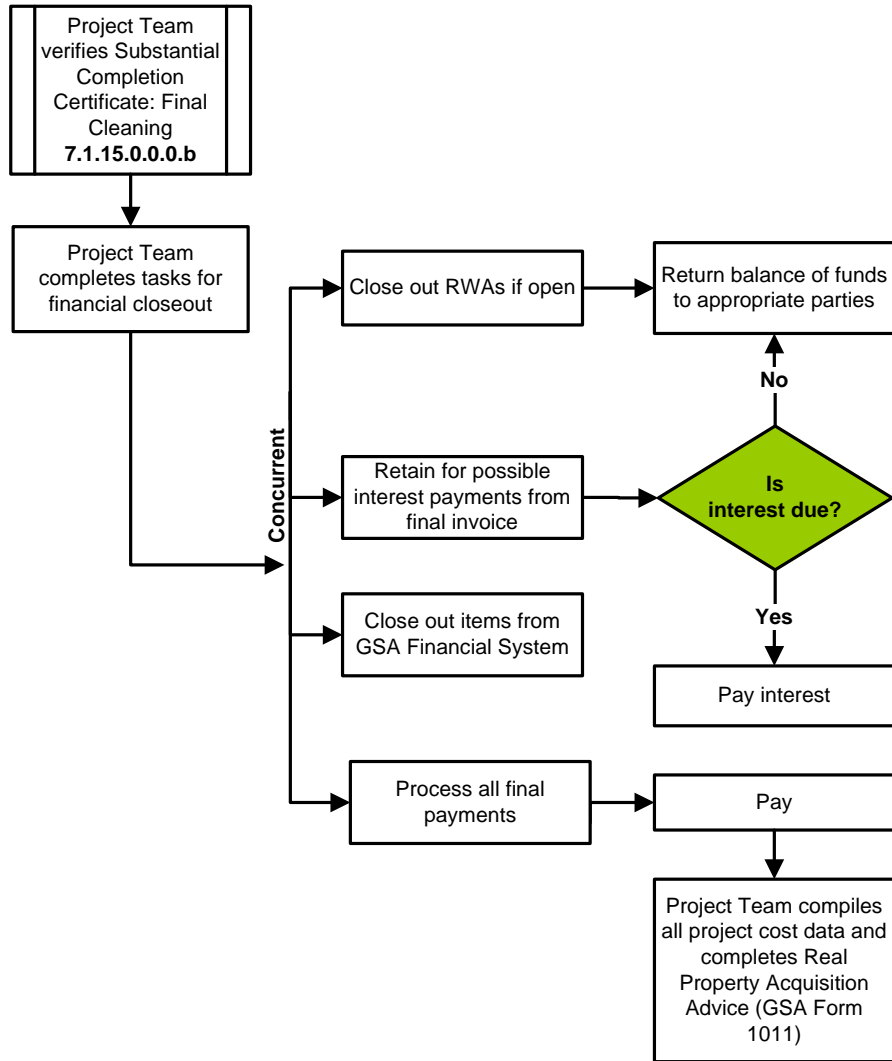 Project Team
verifies Substantial
Completion
Certificate: Final
Cleaning
7.1.15.0.0.0.b
Project Team
completes tasks for
financial closeout
Concurrent
Close out RWAs if open
Return balance of funds
to appropriate parties
No
Retain for possible
interest payments from
final invoice
Is
interest due?
Yes
Close out items from
GSA Financial System
Pay interest
Process all final
payments
Pay
Project Team compiles
all project cost data and
completes Real
Property Acquisition
Advice (GSA Form
1011)